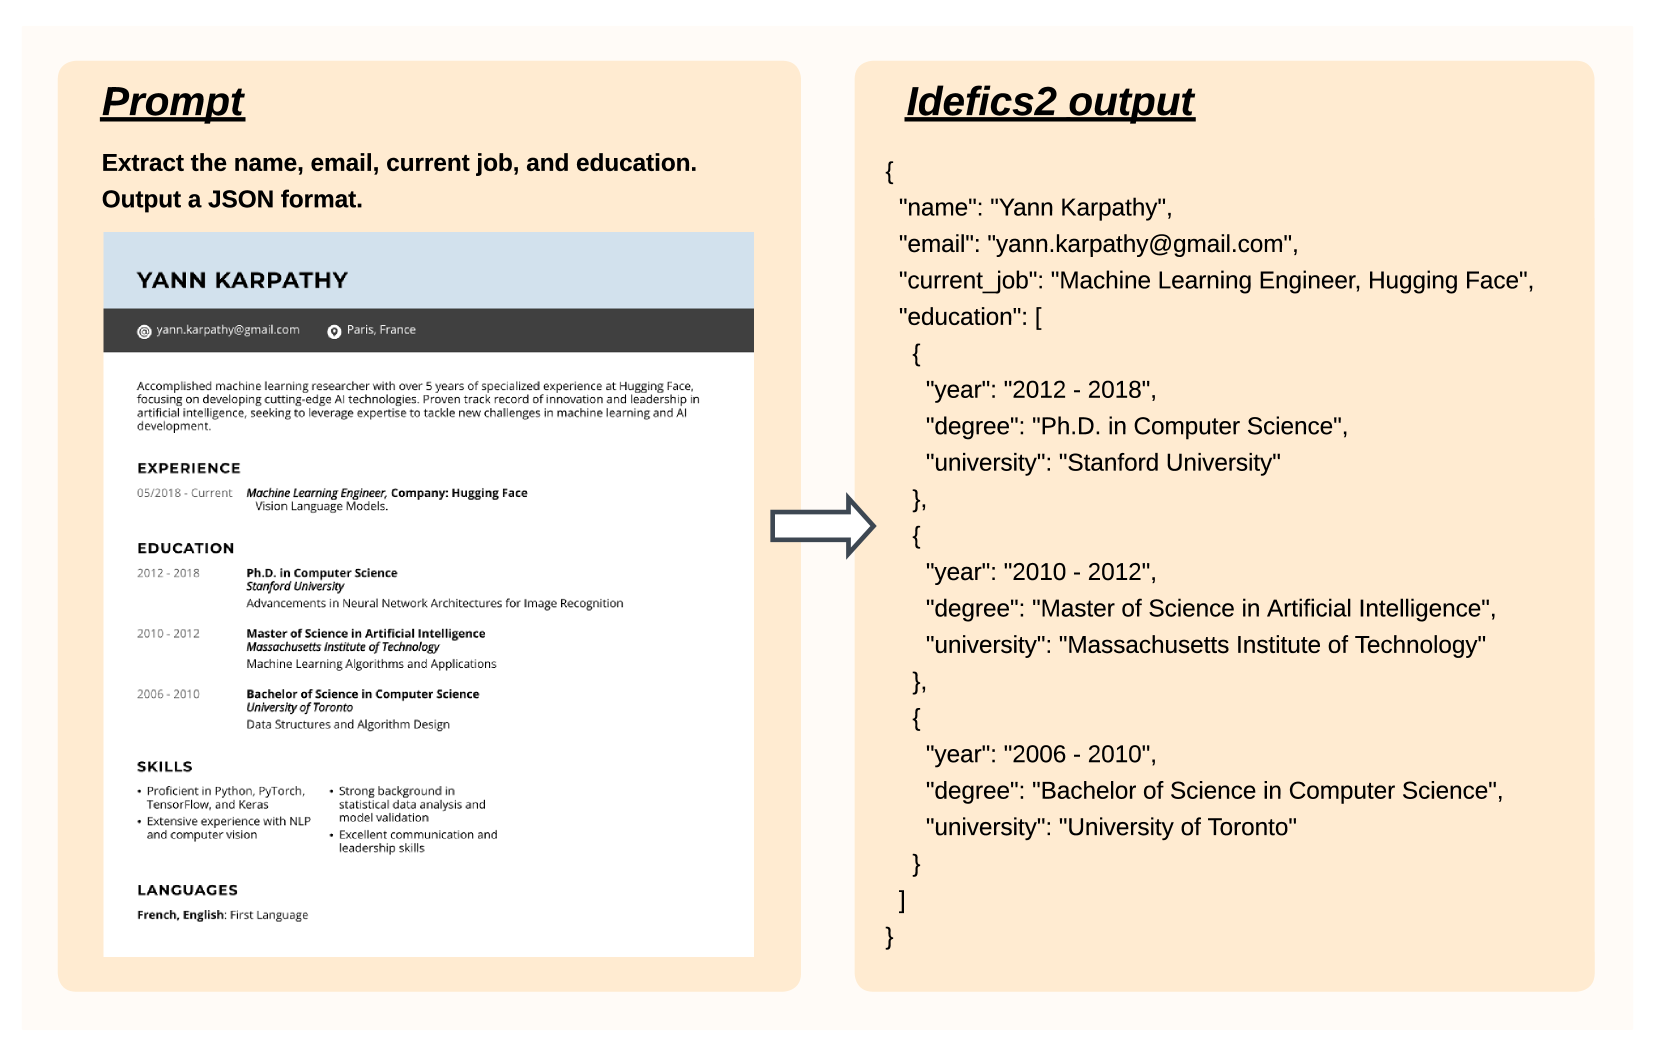 Prompt
Extract the name, email, current job, and education.
Output a JSON format.
YANN KARPATHY
yann.karpathy@gmail.com Paris, France
Accomplished machine learning researcher with over 5 years of specialized experience at Hugging Face,
focusing on developing cutting-edge AI technologies. Proven track record of innovation and leadership in
artificial intelligence, seeking to leverage expertise to tackle new challenges in machine learning and AI
development.
EXPERIENCE
05/2018 - Current Machine Learning Engineer, Company: Hugging Face
Vision Language Models.
EDUCATION
2012 - 2018 Ph.D. in Computer Science
Stanford University
Advancements in Neural Network Architectures for Image Recognition
2010 - 2012 Master of Science in Artificial Intelligence
Massachusetts Institute of Technology
Machine Learning Algorithms and Applications
2006 - 2010 Bachelor of Science in Computer Science
University of Toronto
Data Structures and Algorithm Design
SKILLS
• Proficient in Python, PyTorch,
TensorFlow, and Keras
• Extensive experience with NLP
and computer vision
• Strong background in
statistical data analysis and
model validation
• Excellent communication and
leadership skills
LANGUAGES
French, English: First Language
Idefics2 output
{
"name": "Yann Karpathy",
"email": "yann.karpathy@gmail.com",
"current_job": "Machine Learning Engineer, Hugging Face",
"education": [
{
"year": "2012 - 2018",
"degree": "Ph.D. in Computer Science",
"university": "Stanford University"
},
{
"year": "2010 - 2012",
"degree": "Master of Science in Artificial Intelligence",
"university": "Massachusetts Institute of Technology"
},
{
"year": "2006 - 2010",
"degree": "Bachelor of Science in Computer Science",
"university": "University of Toronto"
}
]
}